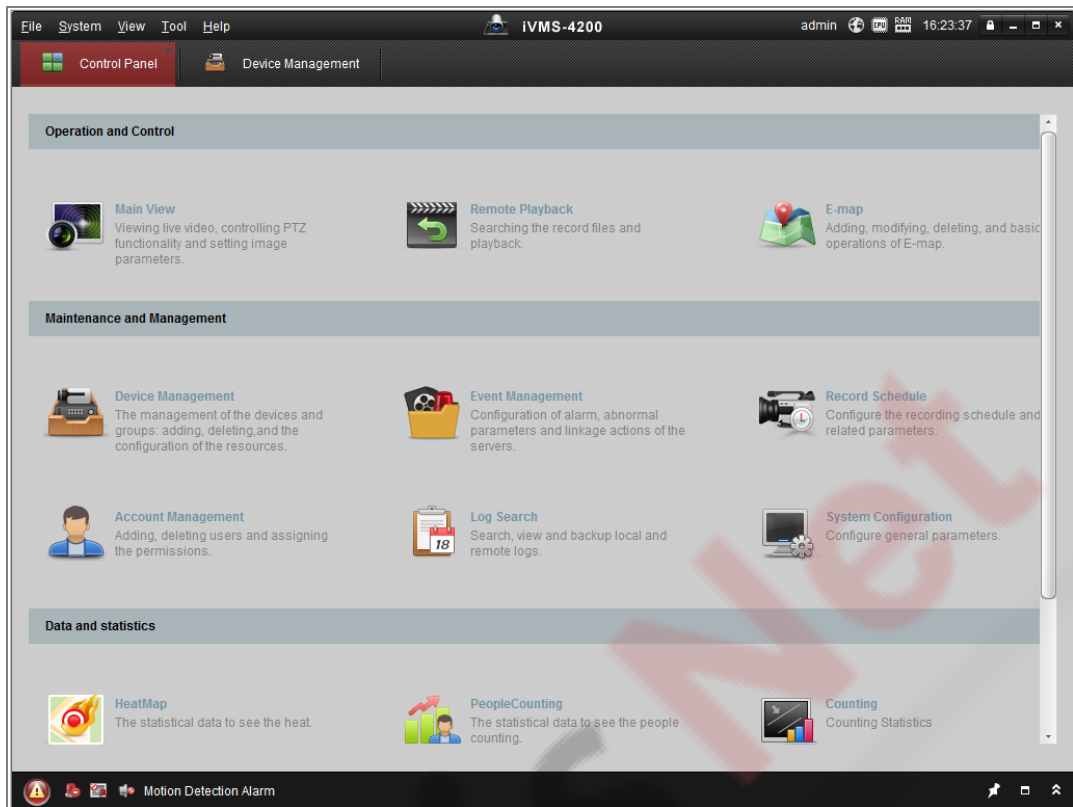 File System View Tool Help iVMS-4200 admin CPU RAM 16:23:37
Control Panel Device Management
Operation and Control
Main View
Viewing live video, controlling PTZ
functionality and setting image
parameters.
Remote Playback
Searching the record files and
playback.
E-map
Adding, modifying, deleting, and basic
operations of E-map.
Maintenance and Management
Device Management
The management of the devices and
groups: adding, deleting,and the
configuration of the resources.
Event Management
Configuration of alarm, abnormal
parameters and linkage actions of the
servers.
Record Schedule
Configure the recording schedule and
related parameters.
Account Management
Adding, deleting users and assigning
the permissions.
18
Log Search
Search, view and backup local and
remote logs.
System Configuration
Configure general parameters.
Data and statistics
HeatMap
The statistical data to see the heat.
PeopleCounting
The statistical data to see the people
counting.
Counting
Counting Statistics
Motion Detection Alarm
Net